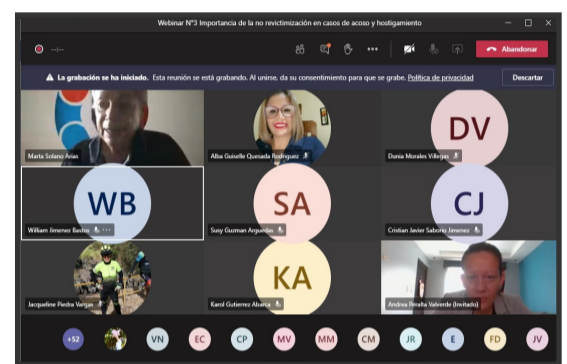 Webinar N°3 Importancia de la no revictimización en casos de acoso y hostigamiento
--:--
Abandonar
La grabación se ha iniciado. Esta reunión se está grabando. Al unirse, da su consentimiento para que se grabe. Política de privacidad
Descartar
DV
Marta Solano Arias
Alba Guiselle Quesada Rodriguez
Dunia Morales Villegas
WB
SA
CJ
William Jimenez Bastos
Susy Guzman Arguedas
Cristian Javier Saborio Jimenez
KA
Jacqueline Piedra Vargas
Karol Gutierrez Abarca
Andrea Peralta Valverde (Invitado)
+52
VN
EC
CP
MV
MM
CM
JR
E
FD
JV